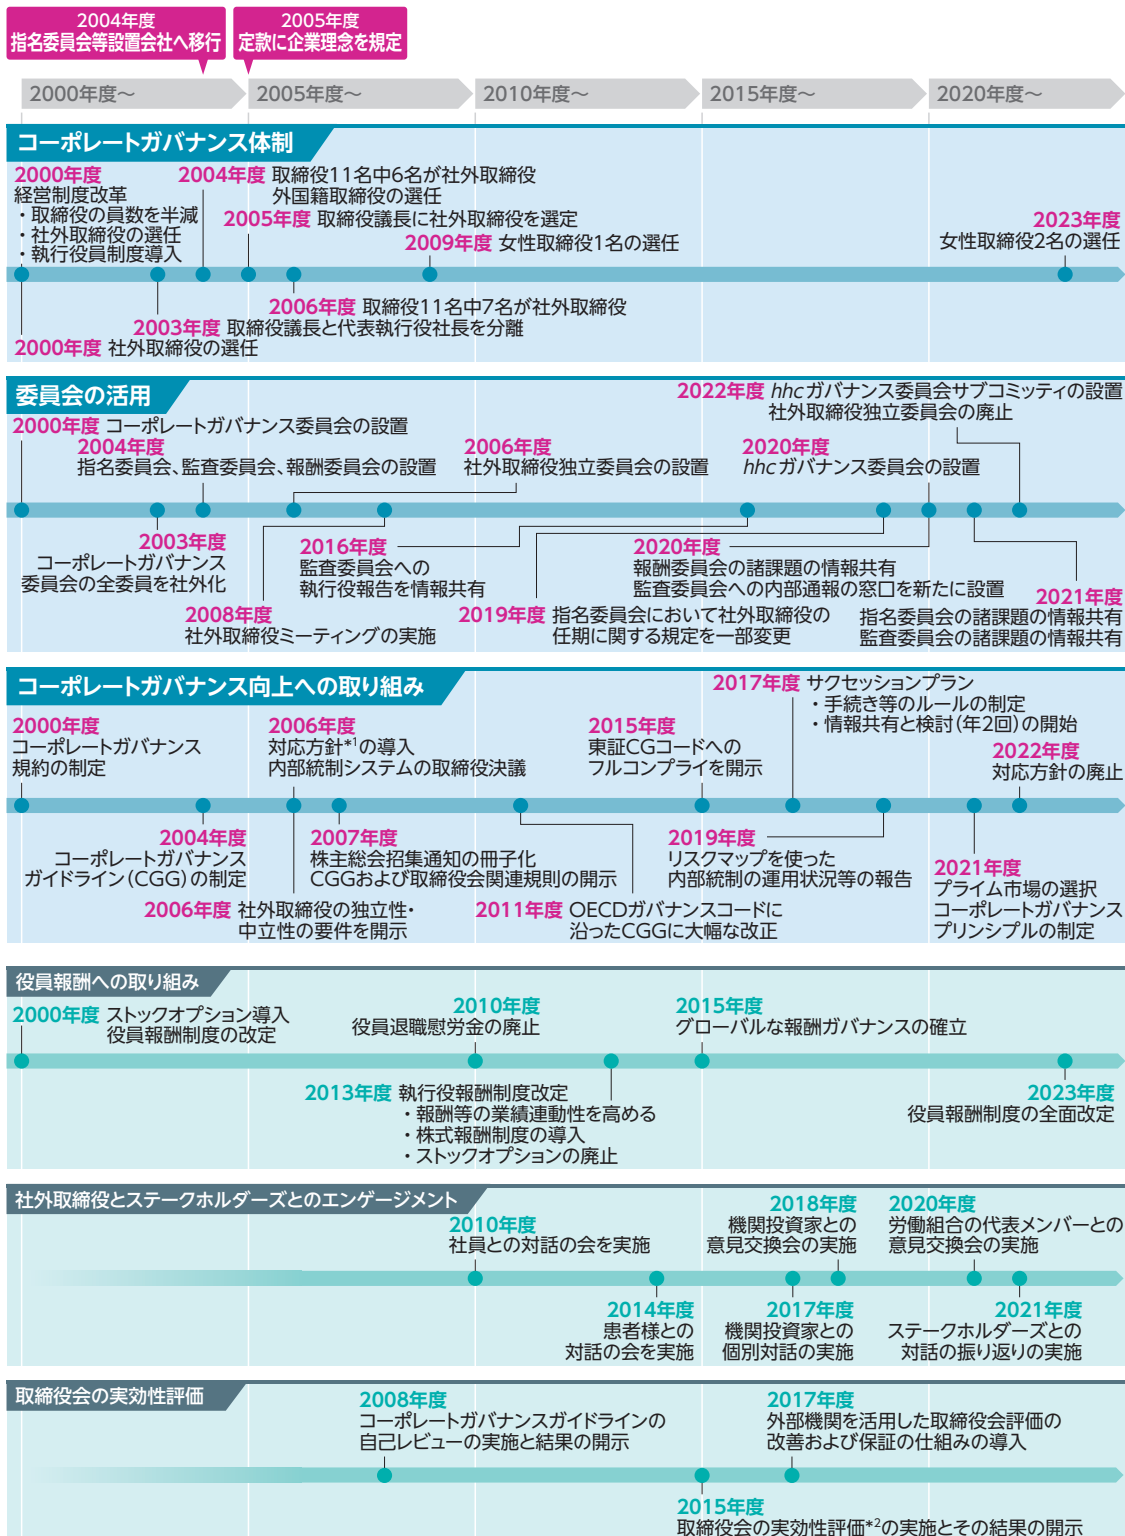 2004年度
指名委員会等設置会社へ移行
2005年度
定款に企業理念を規定
2000年度～
2005年度～
2010年度～
2015年度～
2020年度～
コーポレートガバナンス体制
2000年度
経営制度改革
・取締役の員数を半減
・社外取締役の選任
・執行役員制度導入
2004年度 取締役11名中6名が社外取締役
外国籍取締役の選任
2005年度 取締役議長に社外取締役を選定
2009年度 女性取締役1名の選任
2023年度
女性取締役2名の選任
2006年度 取締役11名中7名が社外取締役
2003年度 取締役議長と代表執行役社長を分離
2000年度 社外取締役の選任
委員会の活用
2022年度 hhcガバナンス委員会サブコミッティの設置
社外取締役独立委員会の廃止
2000年度 コーポレートガバナンス委員会の設置
2004年度
指名委員会、監査委員会、報酬委員会の設置
2006年度
社外取締役独立委員会の設置
2020年度
hhcガバナンス委員会の設置
2003年度
コーポレートガバナンス
委員会の全委員を社外化
2016年度
監査委員会への
執行役報告を情報共有
2020年度
報酬委員会の諸課題の情報共有
監査委員会への内部通報の窓口を新たに設置
2008年度
社外取締役ミーティングの実施
2019年度 指名委員会において社外取締役の
任期に関する規定を一部変更
2021年度
指名委員会の諸課題の情報共有
監査委員会の諸課題の情報共有
コーポレートガバナンス向上への取り組み
2017年度 サクセッションプラン
・手続き等のルールの制定
・情報共有と検討（年2回）の開始
2000年度
コーポレートガバナンス
規約の制定
2006年度
対応方針*1の導入
内部統制システムの取締役決議
2015年度
東証CGコードへの
フルコンプライを開示
2022年度
対応方針の廃止
2004年度
コーポレートガバナンス
ガイドライン（CGG）の制定
2007年度
株主総会招集通知の冊子化
CGGおよび取締役会関連規則の開示
2019年度
リスクマップを使った
内部統制の運用状況等の報告
2021年度
プライム市場の選択
コーポレートガバナンス
プリンシプルの制定
2006年度 社外取締役の独立性・
中立性の要件を開示
2011年度 OECDガバナンスコードに
沿ったCGGに大幅な改正
役員報酬への取り組み
2000年度 ストックオプション導入
役員報酬制度の改定
2010年度
役員退職慰労金の廃止
2015年度
グローバルな報酬ガバナンスの確立
2013年度 執行役報酬制度改定
・報酬等の業績連動性を高める
・株式報酬制度の導入
・ストックオプションの廃止
2023年度
役員報酬制度の全面改定
社外取締役とステークホルダーズとのエンゲージメント
2010年度
社員との対話の会を実施
2018年度
機関投資家との
意見交換会の実施
2020年度
労働組合の代表メンバーとの
意見交換会の実施
2014年度
患者様との
対話の会を実施
2017年度
機関投資家との
個別対話の実施
2021年度
ステークホルダーズとの
対話の振り返りの実施
取締役会の実効性評価
2008年度
コーポレートガバナンスガイドラインの
自己レビューの実施と結果の開示
2017年度
外部機関を活用した取締役会評価の
改善および保証の仕組みの導入
2015年度
取締役会の実効性評価*2の実施とその結果の開示